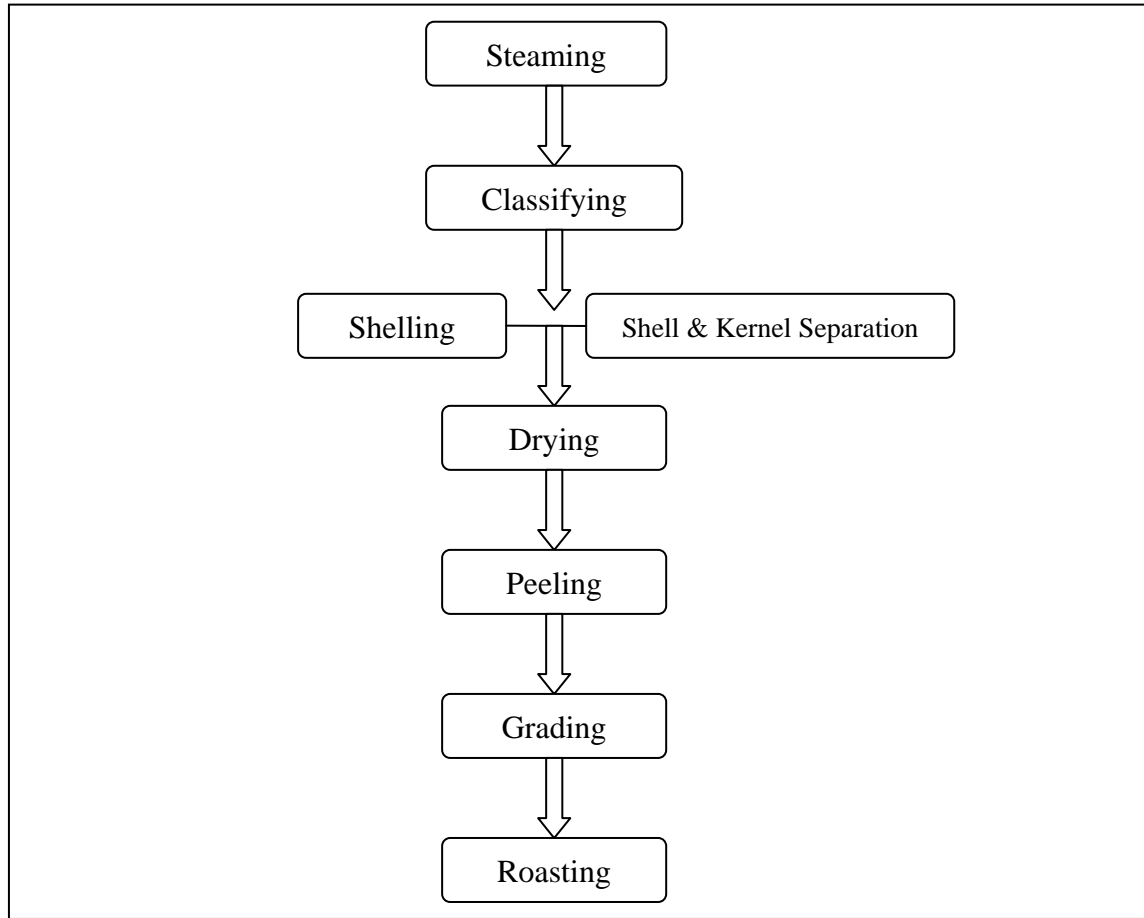 Steaming
Classifying
Shelling
Shell & Kernel Separation
Drying
Peeling
Grading
Roasting